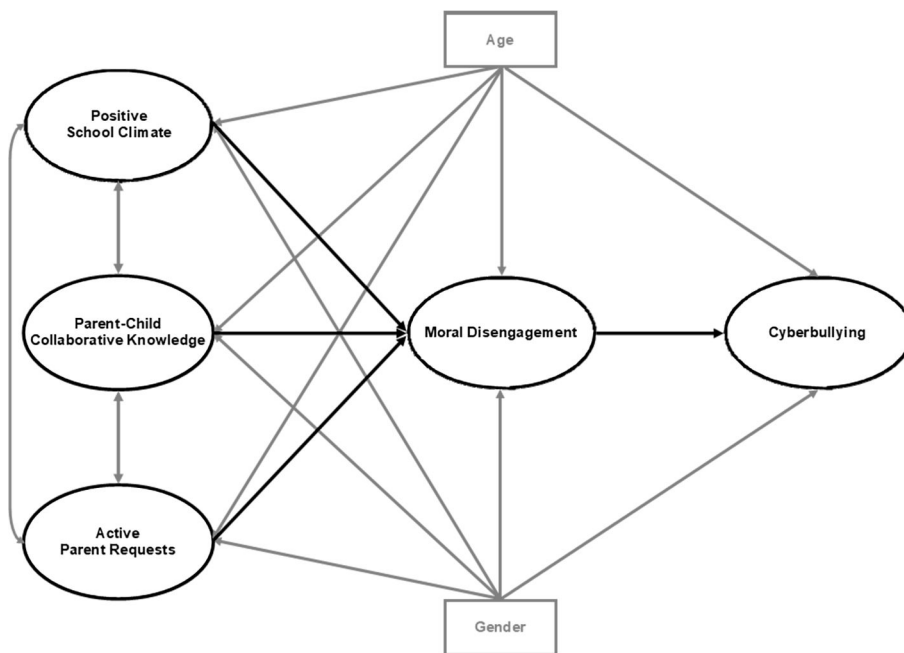 Age
Positive
School Climate
Parent-Child
Collaborative Knowledge
Moral Disengagement
Cyberbullying
Active
Parent Requests
Gender